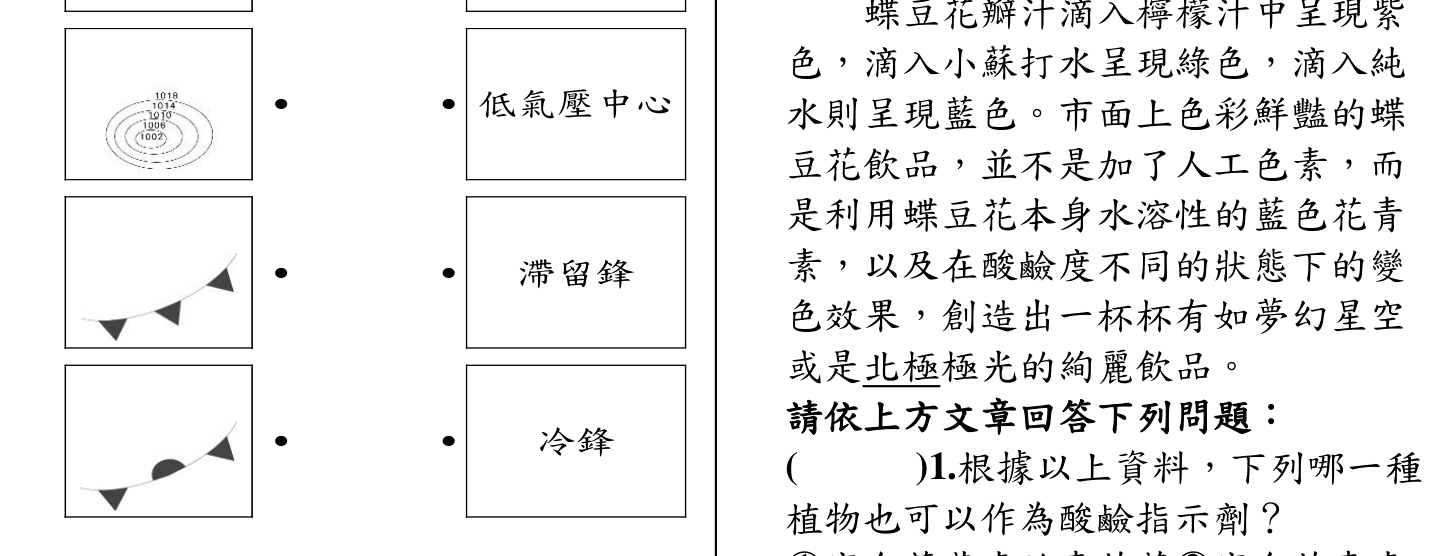 1018
1014
1010
1006
1002
低氣壓中心
滯留鋒
冷鋒
蝶豆花瓣汁滴入檸檬汁中呈現紫
色，滴入小蘇打水呈現綠色，滴入純
水則呈現藍色。市面上色彩鮮豔的蝶
豆花飲品，並不是加了人工色素，而
是利用蝶豆花本身水溶性的藍色花青
素，以及在酸鹼度不同的狀態下的變
色效果，創造出一杯杯有如夢幻星空
或是北極極光的絢麗飲品。
請依上方文章回答下列問題：
(　　)1.根據以上資料，下列哪一種
植物也可以作為酸鹼指示劑？